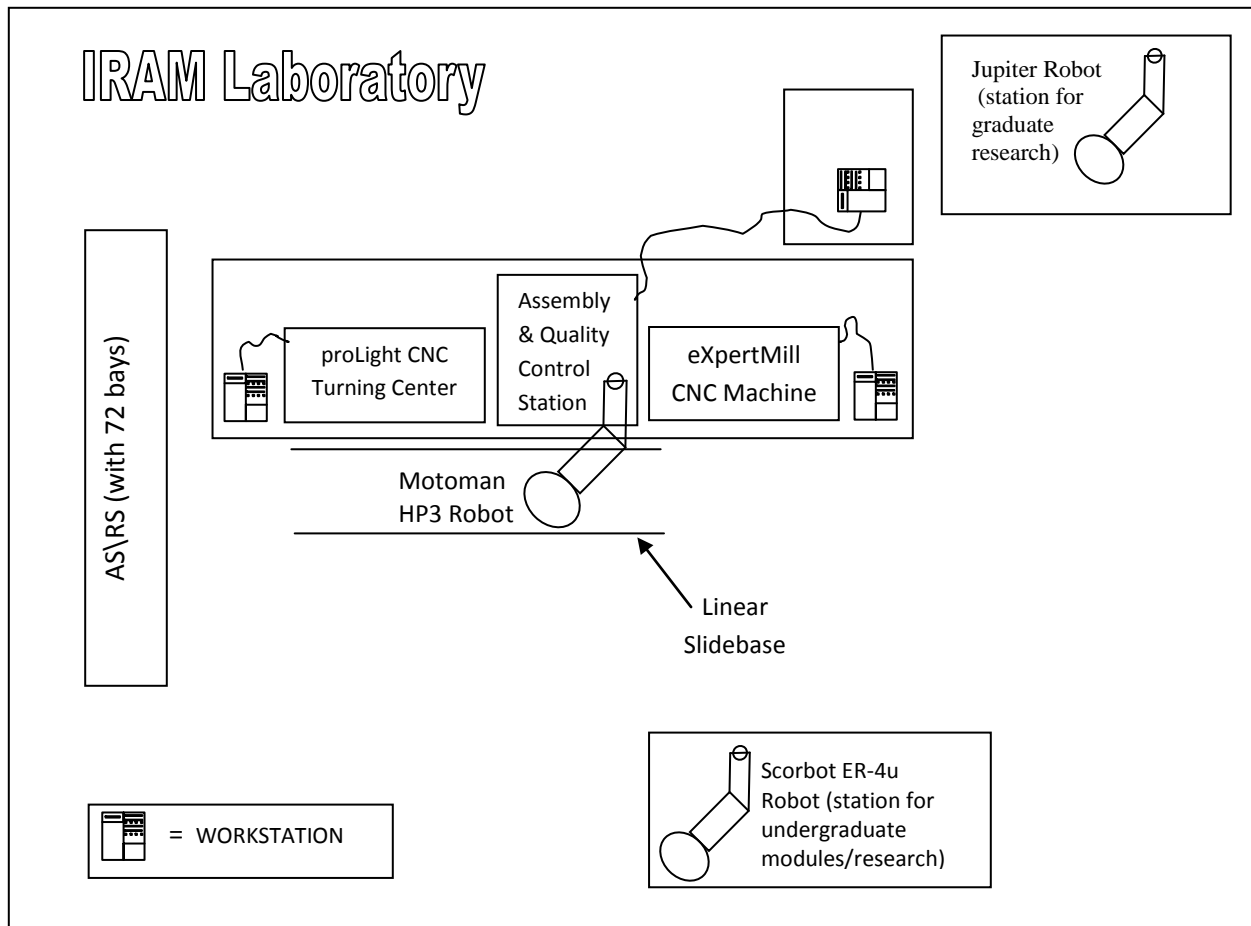 IRAM Laboratory
Jupiter Robot
(station for
graduate
research)
AS\RS (with 72 bays)
proLight CNC
Turning Center
Assembly
& Quality
Control
Station
eXpertMill
CNC Machine
Motoman
HP3 Robot
Linear
Slidebase
Scorbot ER-4u
Robot (station for
undergraduate
modules/research)
= WORKSTATION